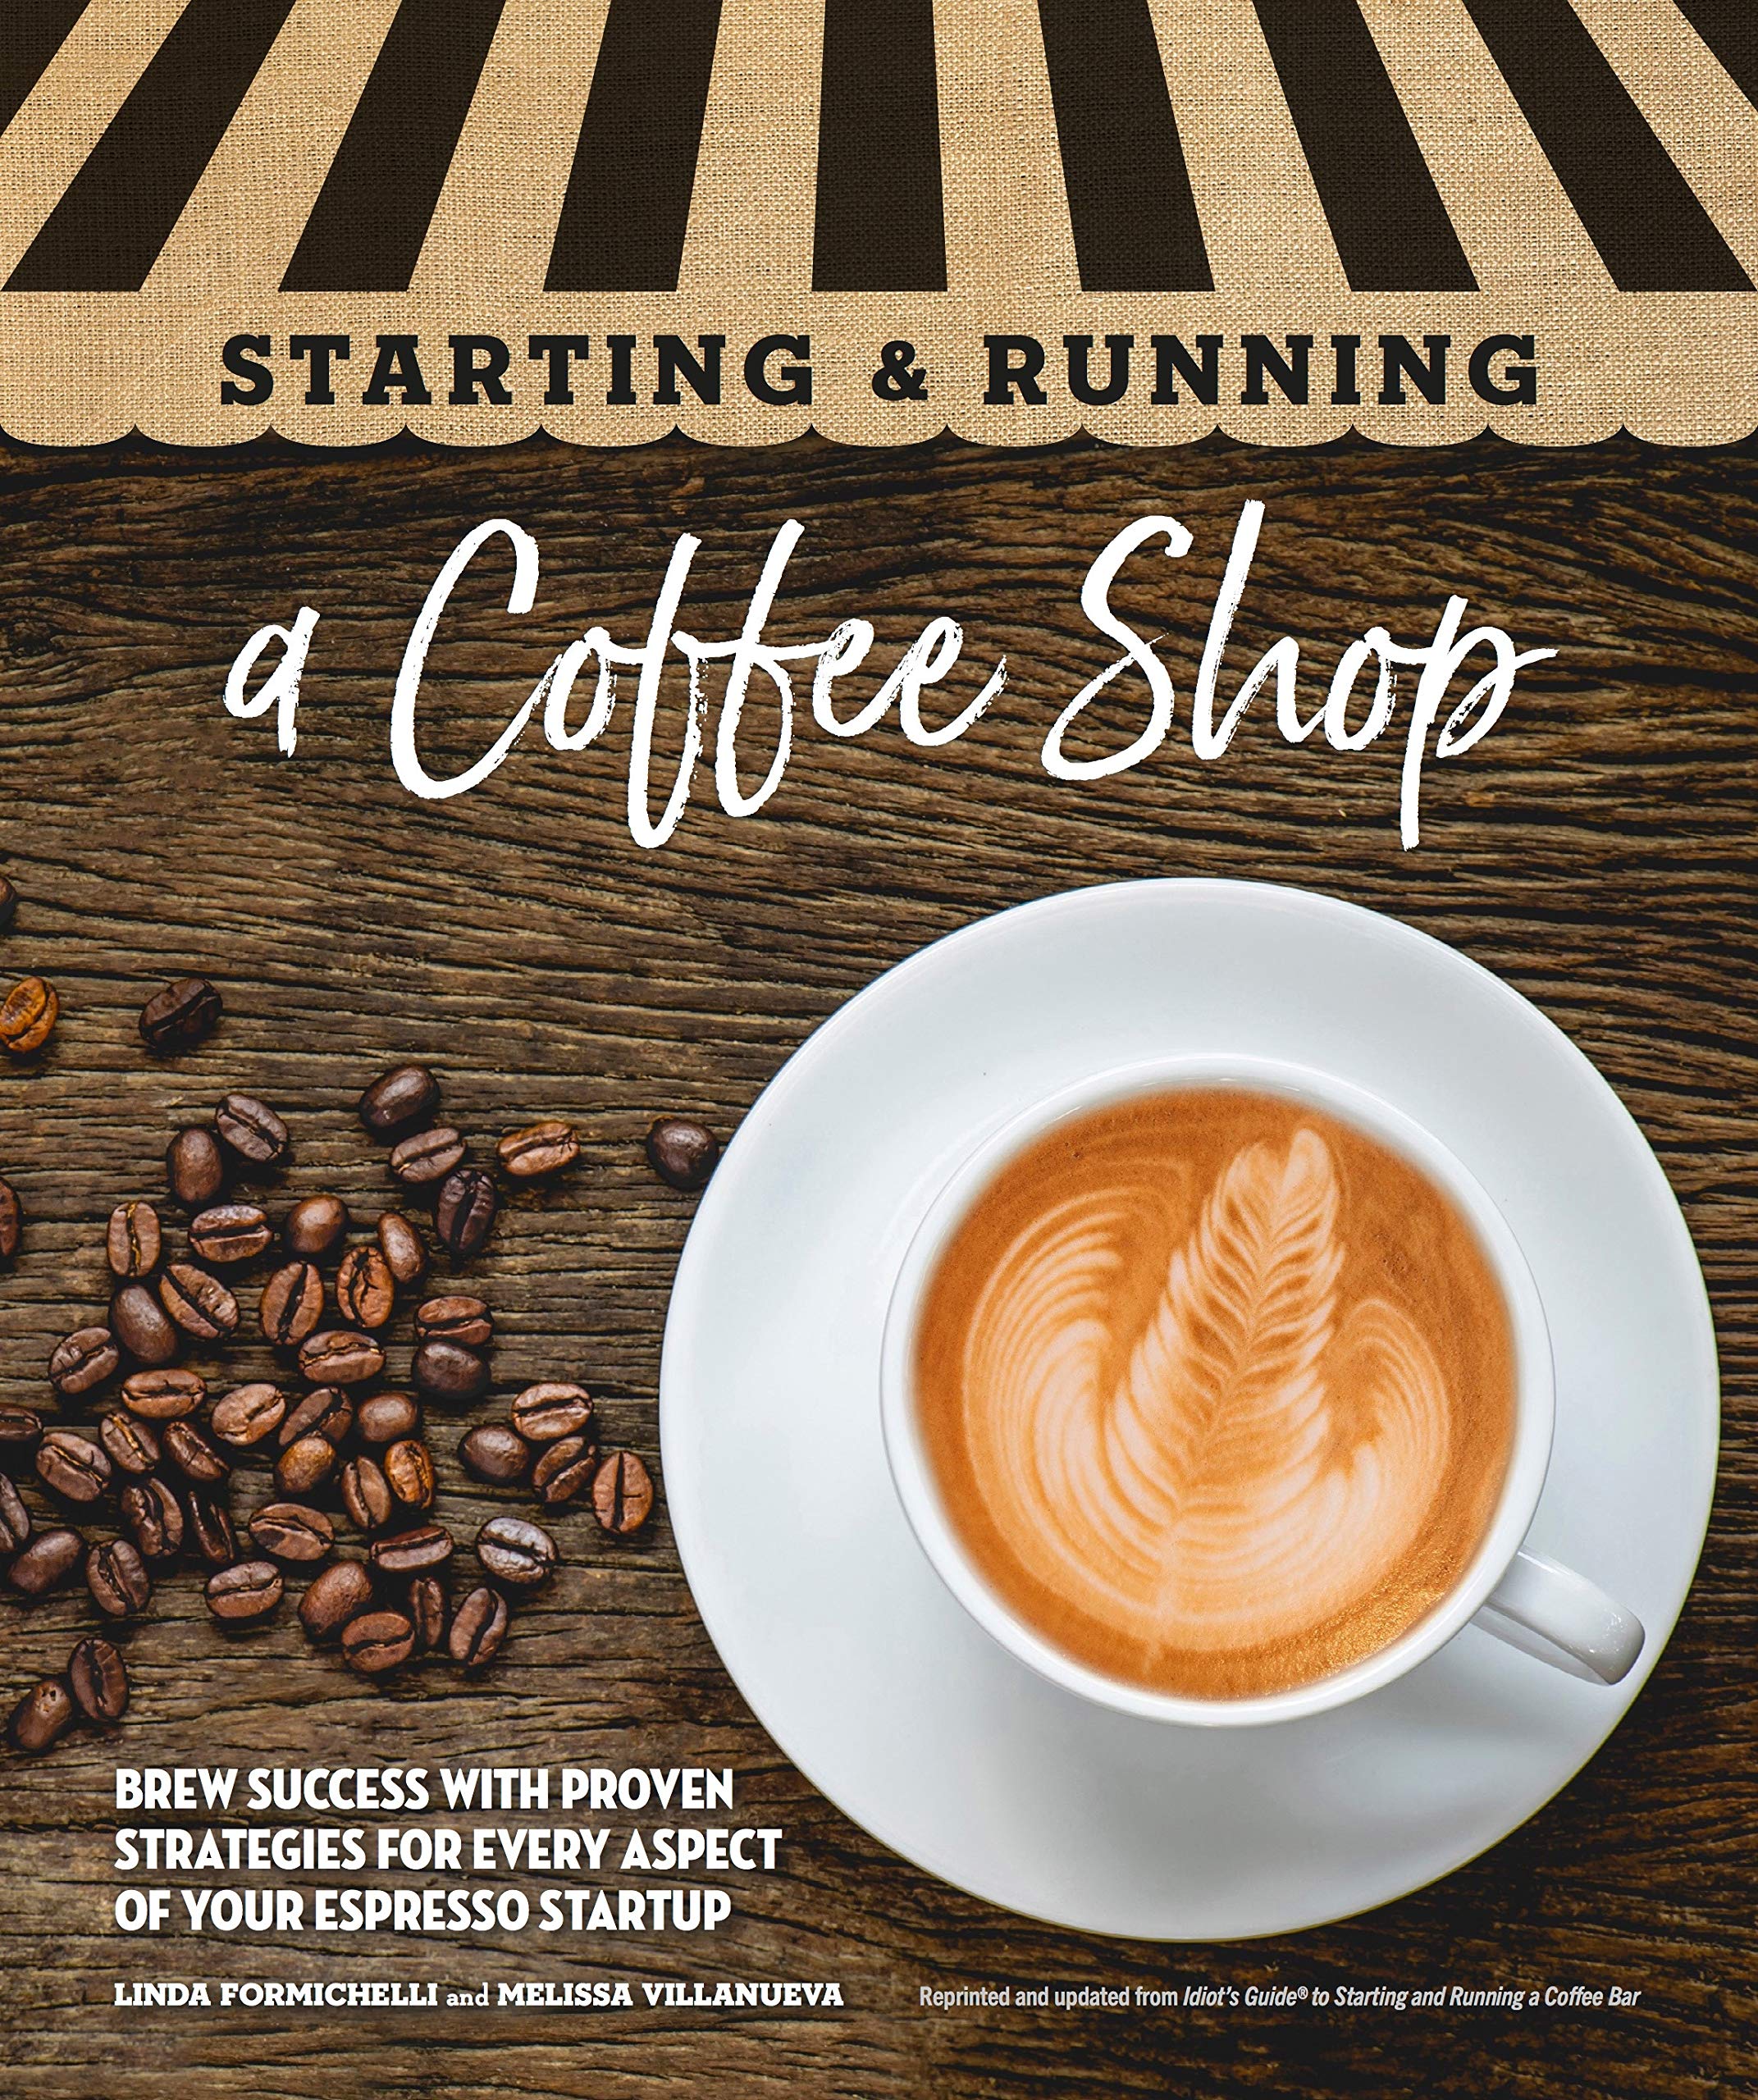 STARTING & RUNNING
a Coffee Shop
BREW SUCCESS WITH PROVEN
STRATEGIES FOR EVERY ASPECT
OF YOUR ESPRESSO STARTUP
LINDA FORMICHELLI and MELISSA VILLANUEVA
Reprinted and updated from Idiot's Guide® to Starting and Running a Coffee Bar